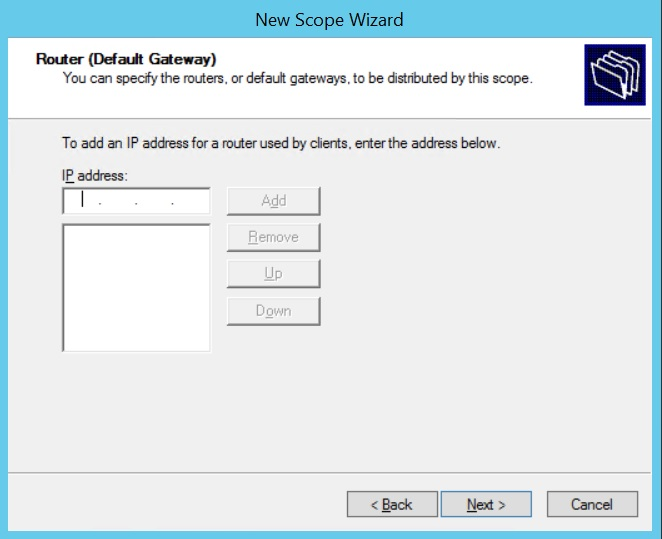 New Scope Wizard
Router (Default Gateway)
You can specify the routers, or default gateways, to be distributed by this scope.
To add an IP address for a router used by clients, enter the address below.
IP address:
. . .
Add
Remove
Up
Down
< Back
Next >
Cancel